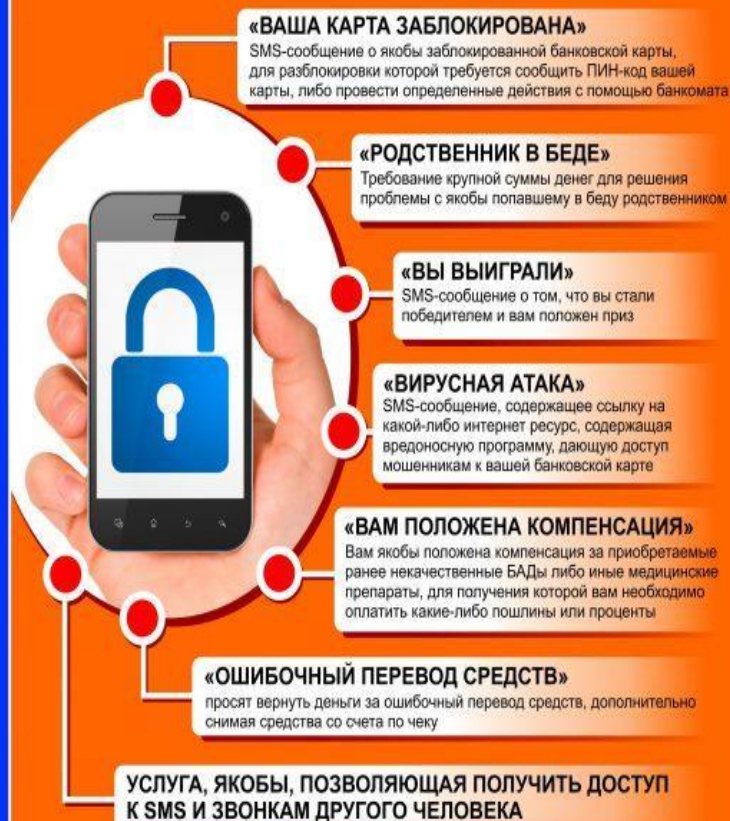 «ВАША КАРТА ЗАБЛОКИРОВАНА»
SMS-сообщение о якобы заблокированной банковской карты,
для разблокировки которой требуется сообщить ПИН-код вашей
карты, либо провести определенные действия с помощью банкомата
«РОДСТВЕННИК В БЕДЕ»
Требование крупной суммы денег для решения
проблемы с якобы попавшему в беду родственником
«ВЫ ВЫИГРАЛИ»
SMS-сообщение о том, что вы стали
победителем и вам положен приз
«ВИРУСНАЯ АТАКА»
SMS-сообщение, содержащее ссылку на
какой-либо интернет ресурс, содержащая
вредоносную программу, дающую доступ
мошенникам к вашей банковской карте
«ВАМ ПОЛОЖЕНА КОМПЕНСАЦИЯ»
Вам якобы положена компенсация за приобретаемые
ранее некачественные БАДы либо иные медицинские
препараты, для получения которой вам необходимо
оплатить какие-либо пошлины или проценты
«ОШИБОЧНЫЙ ПЕРЕВОД СРЕДСТВ»
просят вернуть деньги за ошибочный перевод средств, дополнительно
снимая средства со счета по чеку
УСЛУГА, ЯКОБЫ, ПОЗВОЛЯЮЩАЯ ПОЛУЧИТЬ ДОСТУП
К SMS И ЗВОНКАМ ДРУГОГО ЧЕЛОВЕКА